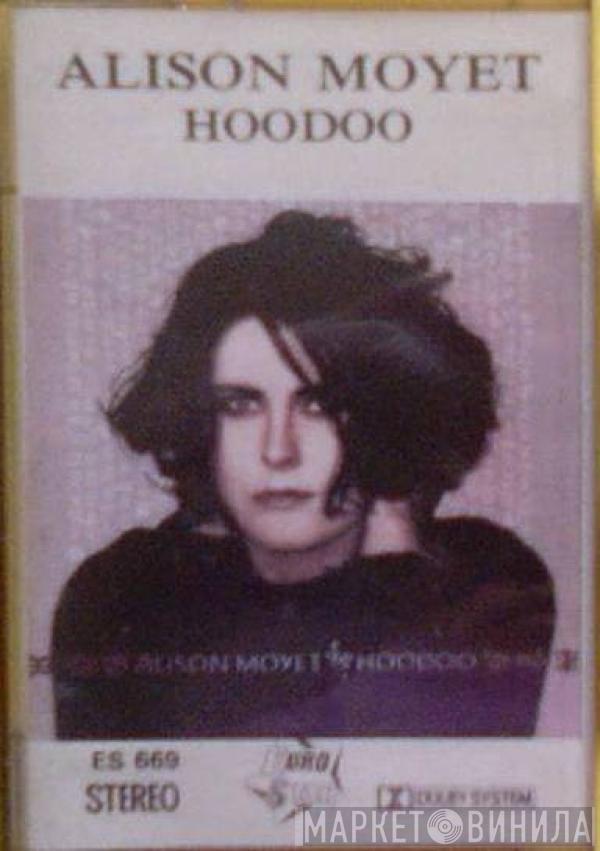 ALISON MOYET
HOODOO
ALISON MOYET & HOODOO
ES 669
STEREO
EURO
STAR
DOLBY SYSTEM
МАРКЕТ ВИНИЛА